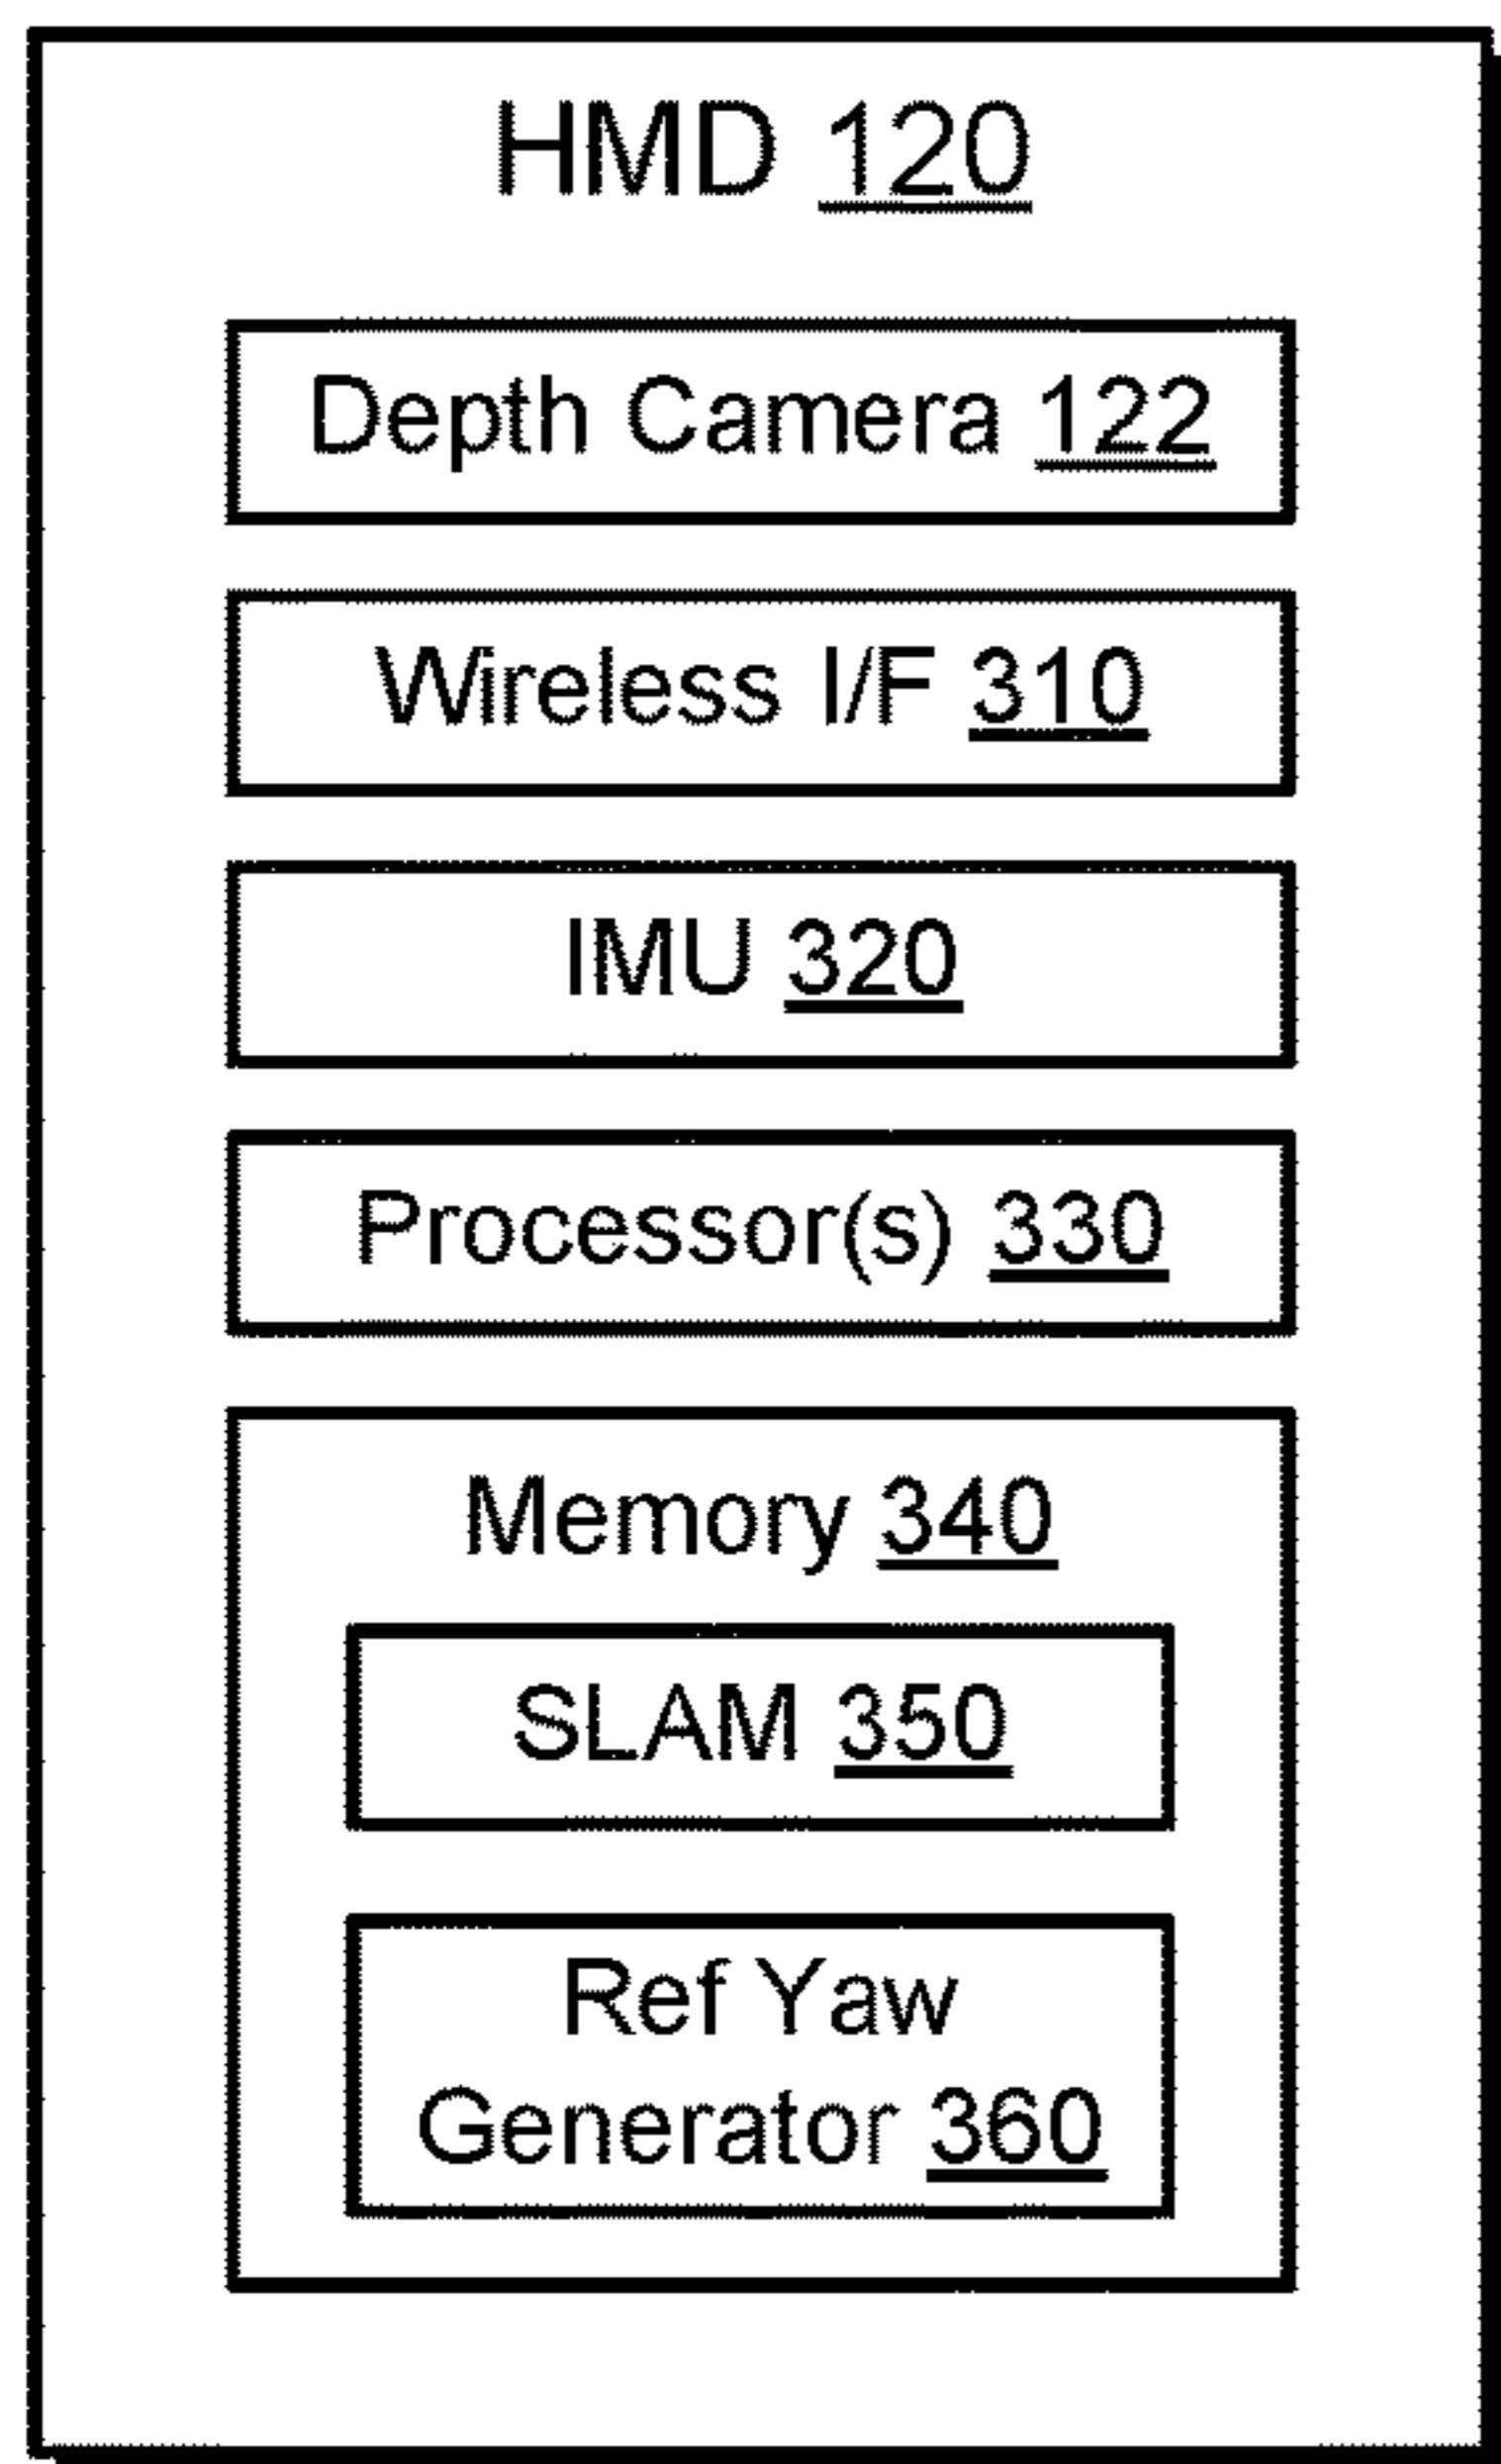 HMD 120
Depth Camera 122
Wireless I/F 310
IMU 320
Processor(s) 330
Memory 340
SLAM 350
Ref Yaw
Generator 360